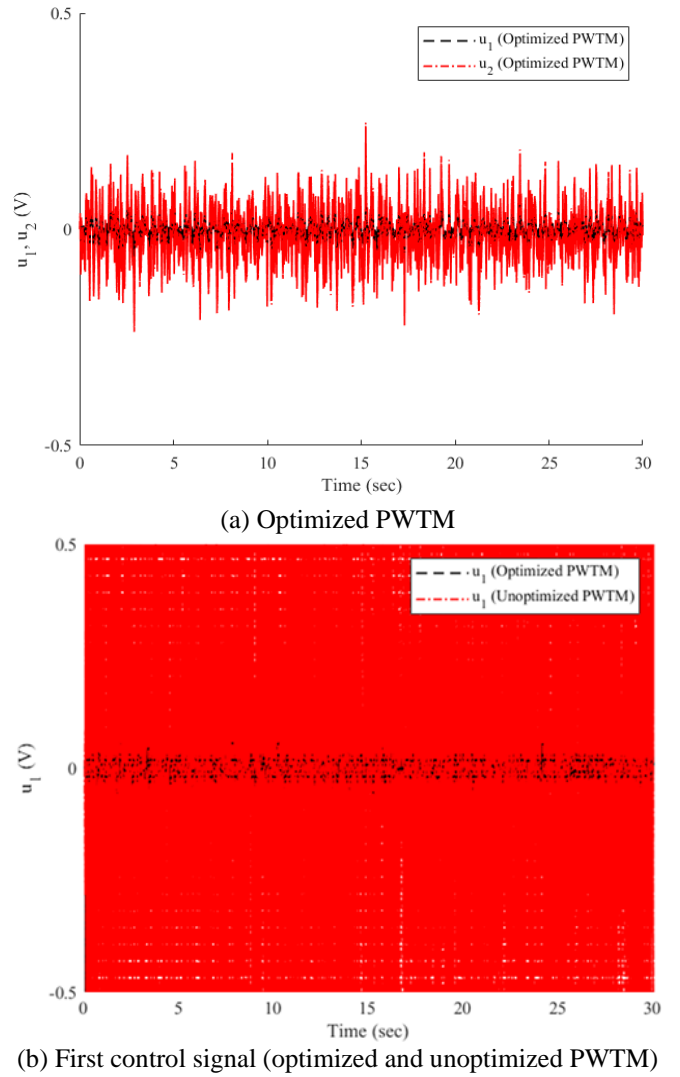 0.5
u1 (Optimized PWTM)
u2 (Optimized PWTM)
0
u1, u2 (V)
-0.5
0 5 10 15 20 25 30
Time (sec)
(a) Optimized PWTM
0.5
u1 (Optimized PWTM)
u1 (Unoptimized PWTM)
0
u1 (V)
-0.5
0 5 10 15 20 25 30
Time (sec)
(b) First control signal (optimized and unoptimized PWTM)